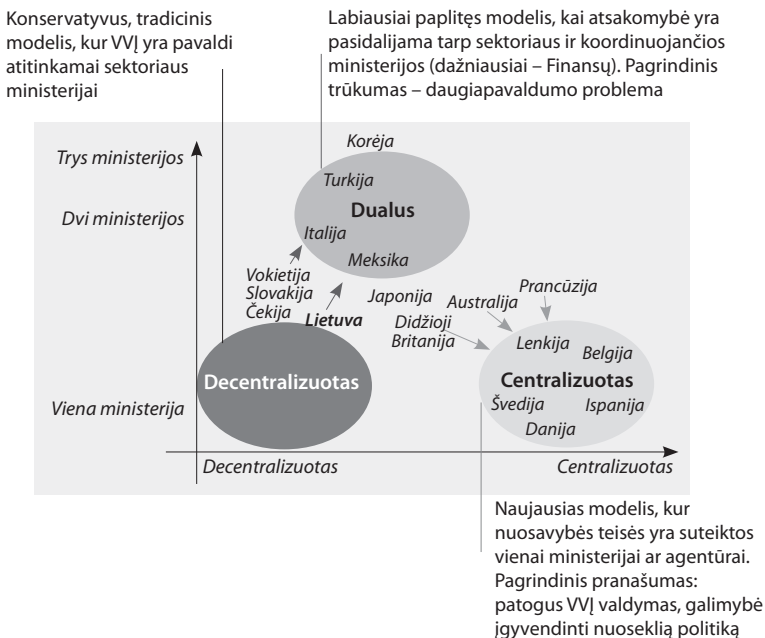 Konservatyvus, tradicinis
modelis, kur VVĮ yra pavaldi
atitinkamai sektoriaus
ministerijai
Labiausiai paplitęs modelis, kai atsakomybė yra
pasidalijama tarp sektoriaus ir koordinuojančios
ministerijos (dažniausiai – Finansų). Pagrindinis
trūkumas – daugiapavaldumo problema
Trys ministerijos
Dvi ministerijos
Viena ministerija
Korėja
Turkija
Dualus
Italija
Meksika
Vokietija
Slovakija
Čekija
Lietuva
Japonija
Didžioji
Britanija
Australija
Prancūzija
Decentralizuotas
Lenkija
Belgija
Centralizuotas
Švedija
Ispanija
Danija
Decentralizuotas
Centralizuotas
Naujausias modelis, kur
nuosavybės teisės yra suteiktos
vienai ministerijai ar agentūrai.
Pagrindinis pranašumas:
patogus VVĮ valdymas, galimybė
įgyvendinti nuoseklią politiką